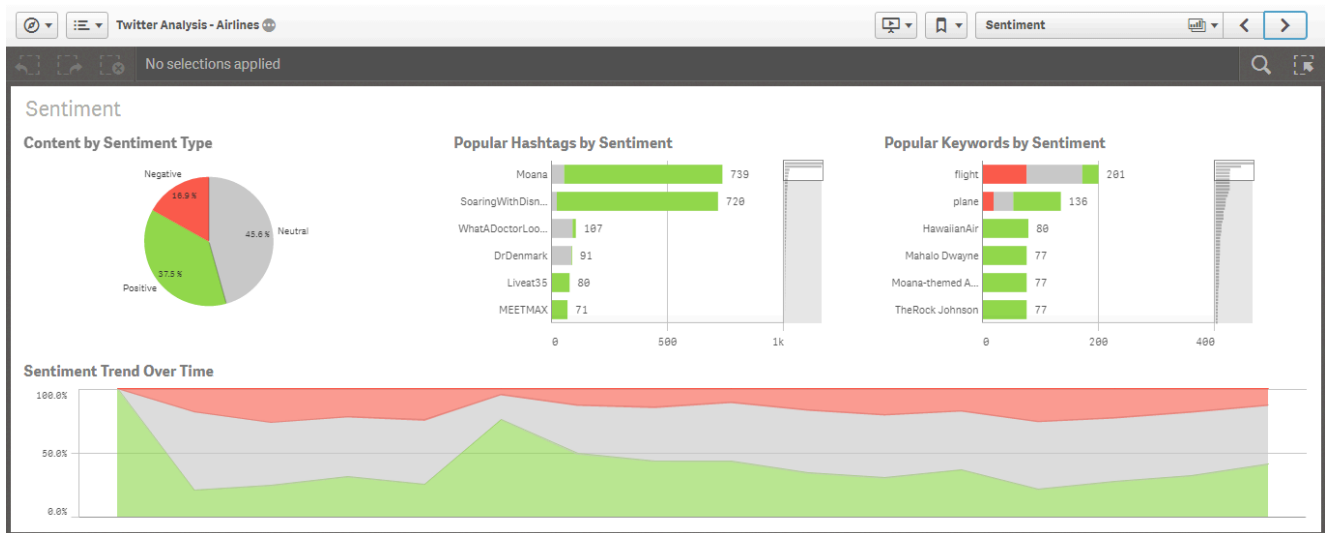 Twitter Analysis - Airlines
Sentiment
No selections applied
Sentiment
Content by Sentiment Type
Negative
16.9 %
45.6 %
Neutral
37.5 %
Positive
Popular Hashtags by Sentiment
Moana 739
SoaringWithDisn... 720
WhatADoctorLoo... 107
DrDenmark 91
Liveat35 80
MEETMAX 71
0 500 1k
Popular Keywords by Sentiment
flight 201
plane 136
HawaiianAir 80
Mahalo Dwayne 77
Moana-themed A... 77
TheRock Johnson 77
0 200 400
Sentiment Trend Over Time
100.0%
50.0%
0.0%